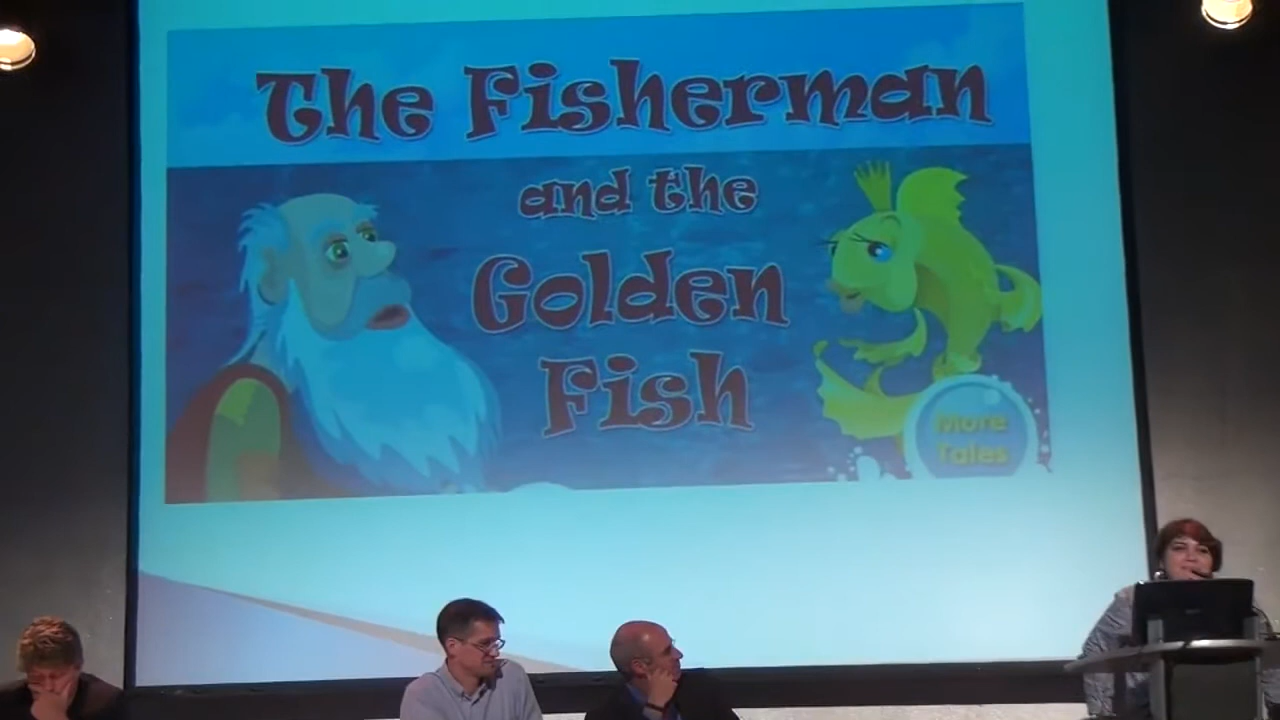 The Fisherman
and the
Golden
Fish
More
Tales